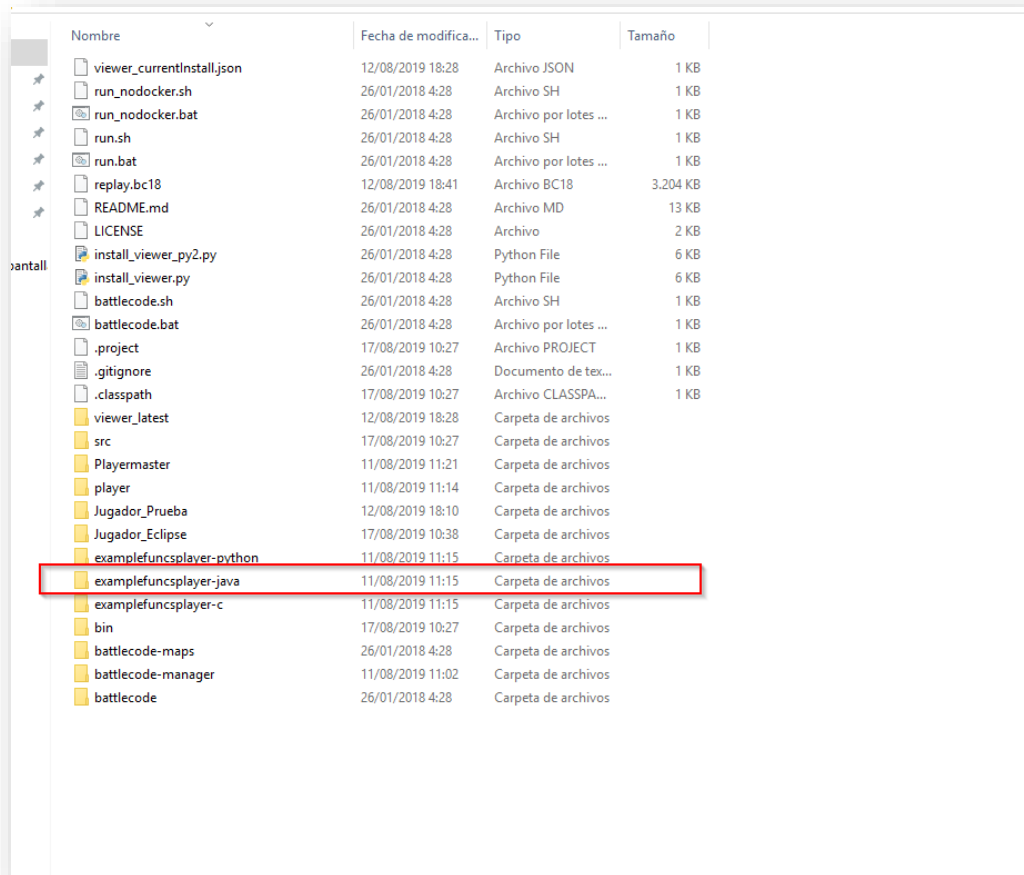 Nombre Fecha de modifica... Tipo Tamaño
viewer_currentInstall.json 12/08/2019 18:28 Archivo JSON 1 KB
run_nodocker.sh 26/01/2018 4:28 Archivo SH 1 KB
run_nodocker.bat 26/01/2018 4:28 Archivo por lotes ... 1 KB
run.sh 26/01/2018 4:28 Archivo SH 1 KB
run.bat 26/01/2018 4:28 Archivo por lotes ... 1 KB
replay.bc18 12/08/2019 18:41 Archivo BC18 3.204 KB
README.md 26/01/2018 4:28 Archivo MD 13 KB
LICENSE 26/01/2018 4:28 Archivo 2 KB
install_viewer_py2.py 26/01/2018 4:28 Python File 6 KB
pantall
install_viewer.py 26/01/2018 4:28 Python File 6 KB
battlecode.sh 26/01/2018 4:28 Archivo SH 1 KB
battlecode.bat 26/01/2018 4:28 Archivo por lotes ... 1 KB
.project 17/08/2019 10:27 Archivo PROJECT 1 KB
.gitignore 26/01/2018 4:28 Documento de tex... 1 KB
.classpath 17/08/2019 10:27 Archivo CLASSPA... 1 KB
viewer_latest 12/08/2019 18:28 Carpeta de archivos
src 17/08/2019 10:27 Carpeta de archivos
Playermaster 11/08/2019 11:21 Carpeta de archivos
player 11/08/2019 11:14 Carpeta de archivos
Jugador_Prueba 12/08/2019 18:10 Carpeta de archivos
Jugador_Eclipse 17/08/2019 10:38 Carpeta de archivos
examplefuncsplayer-python 11/08/2019 11:15 Carpeta de archivos
examplefuncsplayer-java 11/08/2019 11:15 Carpeta de archivos
examplefuncsplayer-c 11/08/2019 11:15 Carpeta de archivos
bin 17/08/2019 10:27 Carpeta de archivos
battlecode-maps 26/01/2018 4:28 Carpeta de archivos
battlecode-manager 11/08/2019 11:02 Carpeta de archivos
battlecode 26/01/2018 4:28 Carpeta de archivos